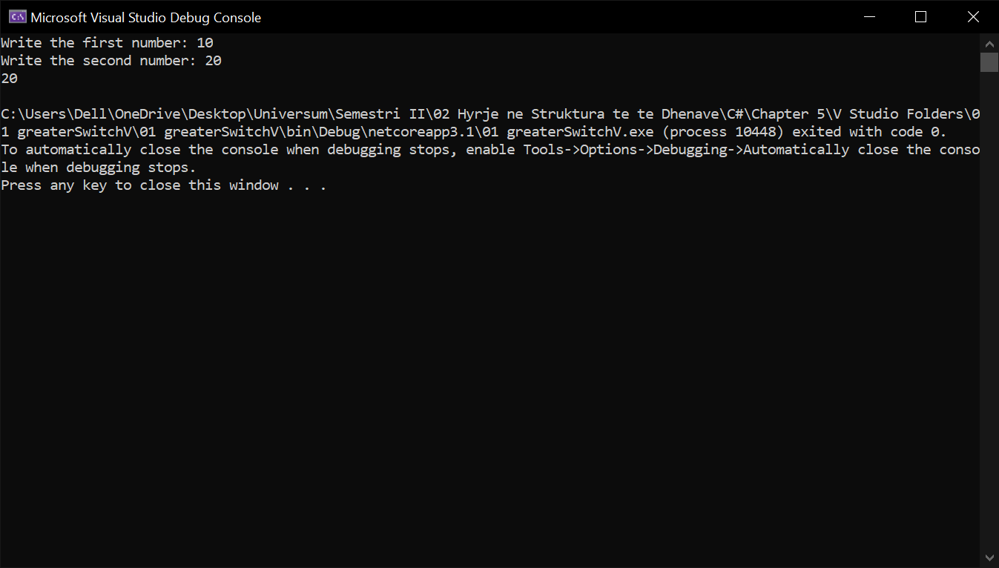 Microsoft Visual Studio Debug Console
Write the first number: 10
Write the second number: 20
20
C:\Users\Dell\OneDrive\Desktop\Universum\Semestri II\02 Hyrje ne Struktura te te Dhenave\C#\Chapter 5\V Studio Folders\0
1 greaterSwitchV\01 greaterSwitchV\bin\Debug\netcoreapp3.1\01 greaterSwitchV.exe (process 10448) exited with code 0.
To automatically close the console when debugging stops, enable Tools->Options->Debugging->Automatically close the conso
le when debugging stops.
Press any key to close this window . . .